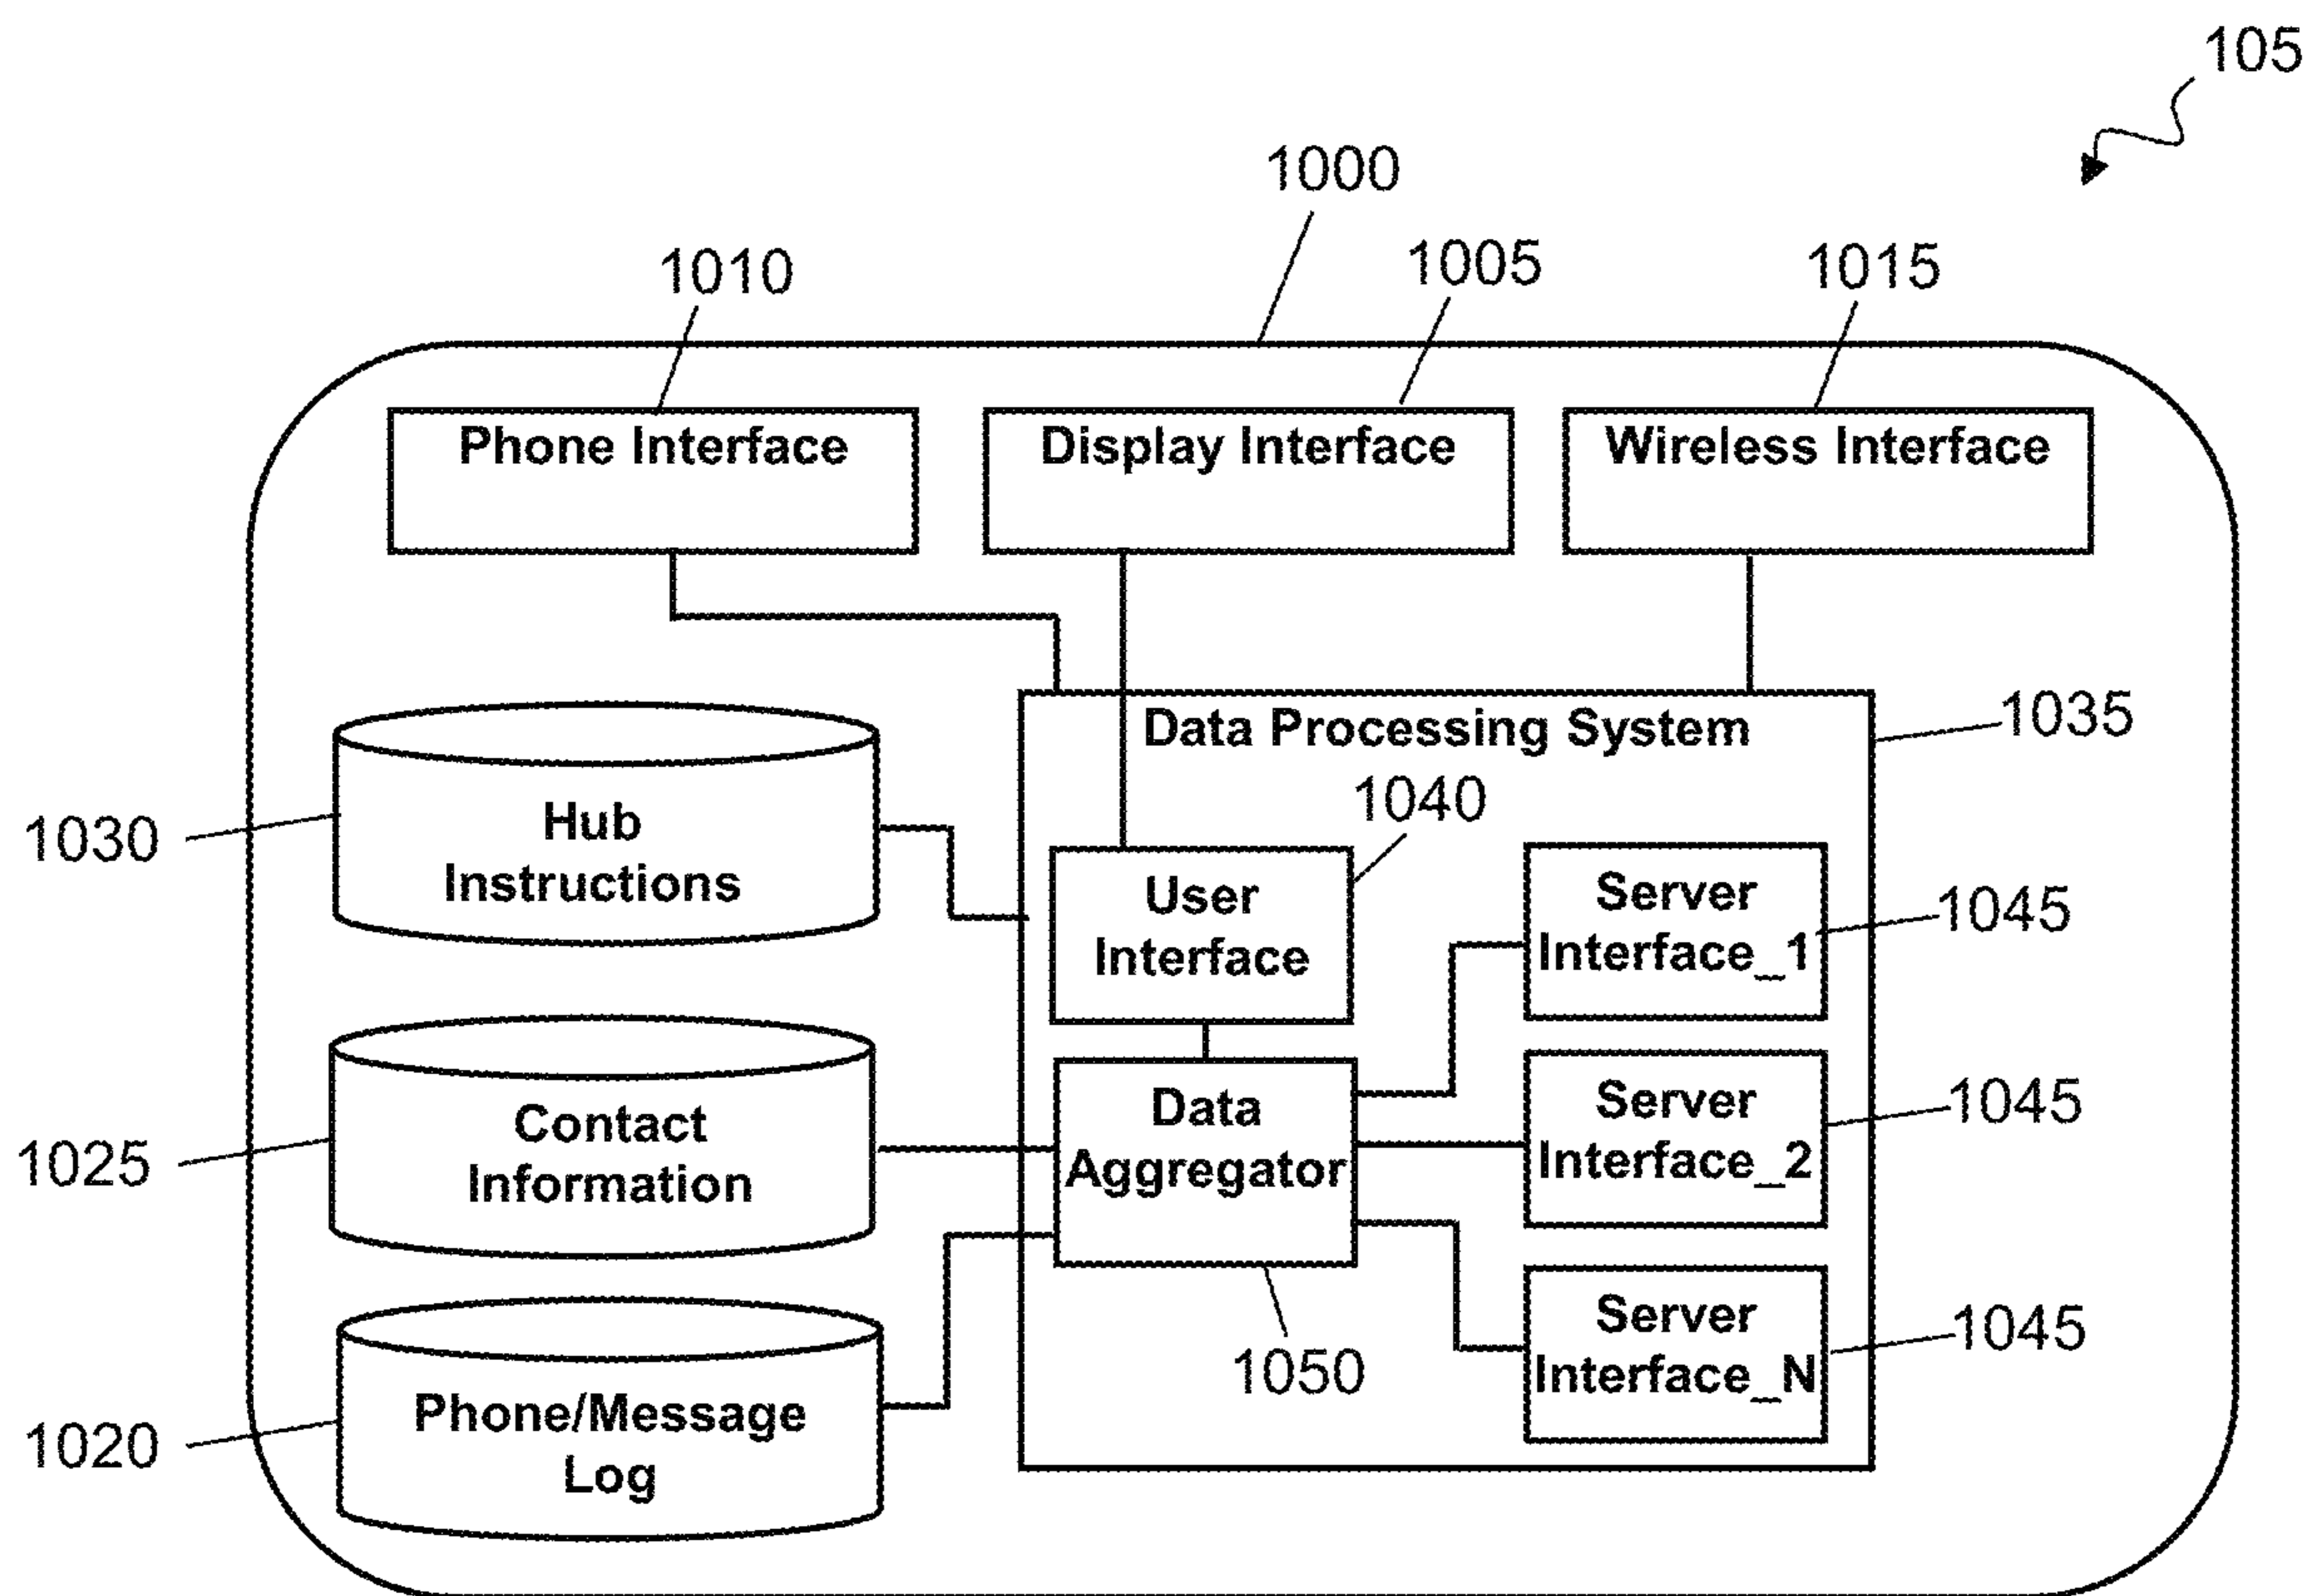 105
1000
1010
1005
1015
Phone Interface
Display Interface
Wireless Interface
Data Processing System
1035
1030
Hub
Instructions
1040
User
Interface
Server
Interface_1
1045
1025
Contact
Information
Data
Aggregator
Server
Interface_2
1045
1020
Phone/Message
Log
1050
Server
Interface_N
1045